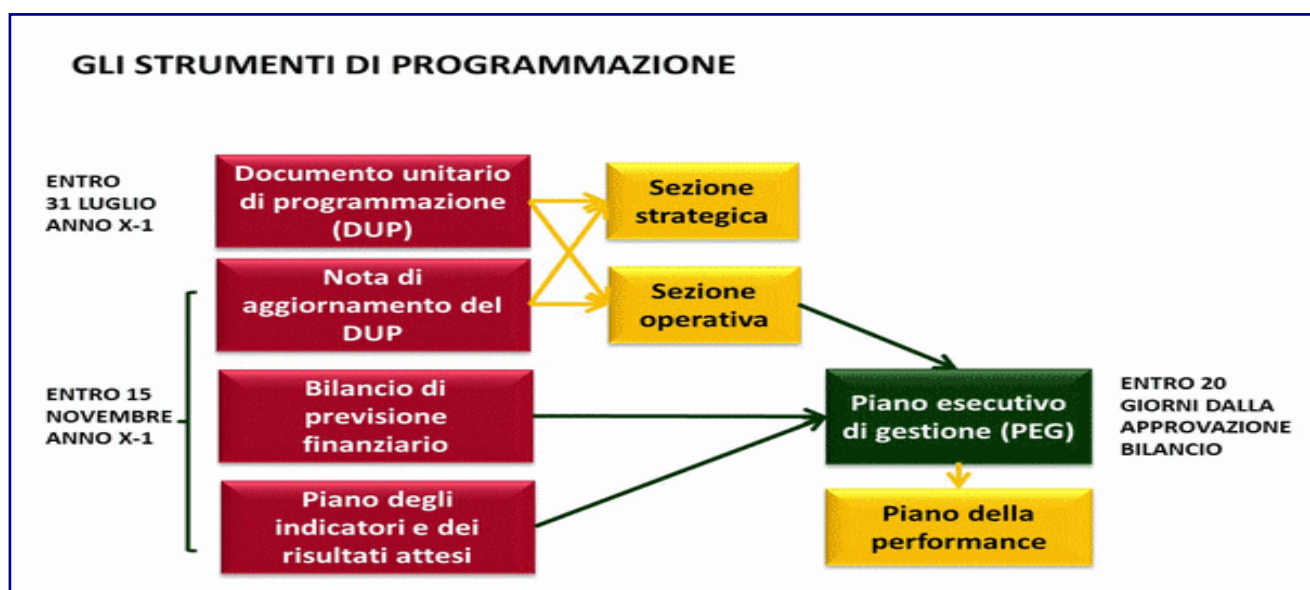 GLI STRUMENTI DI PROGRAMMAZIONE
ENTRO
31 LUGLIO
ANNO X-1
Documento unitario
di programmazione
(DUP)
Sezione
strategica
Nota di
aggiornamento del
DUP
Sezione
operativa
ENTRO 15
NOVEMBRE
ANNO X-1
Bilancio di
previsione
finanziario
Piano esecutivo
di gestione (PEG)
ENTRO 20
GIORNI DALLA
APPROVAZIONE
BILANCIO
Piano degli
indicatori e dei
risultati attesi
Piano della
performance